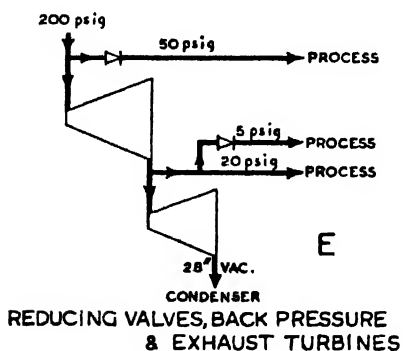 200 psig
50 psig
PROCESS
5 psig
PROCESS
20 psig
PROCESS
E
28" VAC.
CONDENSER
REDUCING VALVES, BACK PRESSURE
& EXHAUST TURBINES